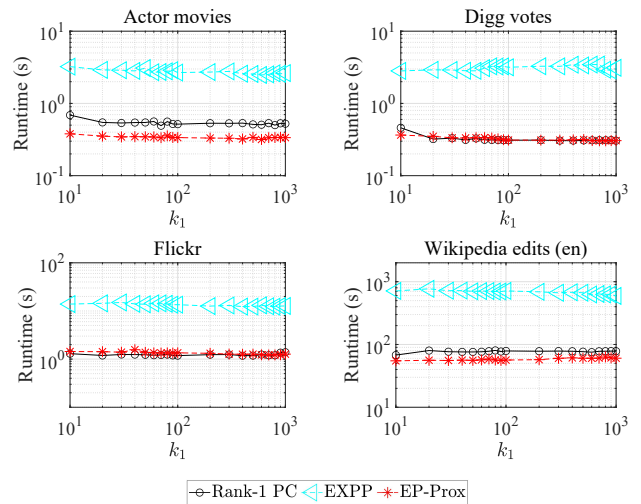 Actor movies
Runtime (s)
10^1
10^0
10^-1
10^1 10^2 10^3
k_1
Digg votes
Runtime (s)
10^1
10^0
10^-1
10^1 10^2 10^3
k_1
Flickr
Runtime (s)
10^2
10^0
10^1 10^2 10^3
k_1
Wikipedia edits (en)
Runtime (s)
10^3
10^2
10^1
10^1 10^2 10^3
k_1
Rank-1 PC EXPP EP-Prox